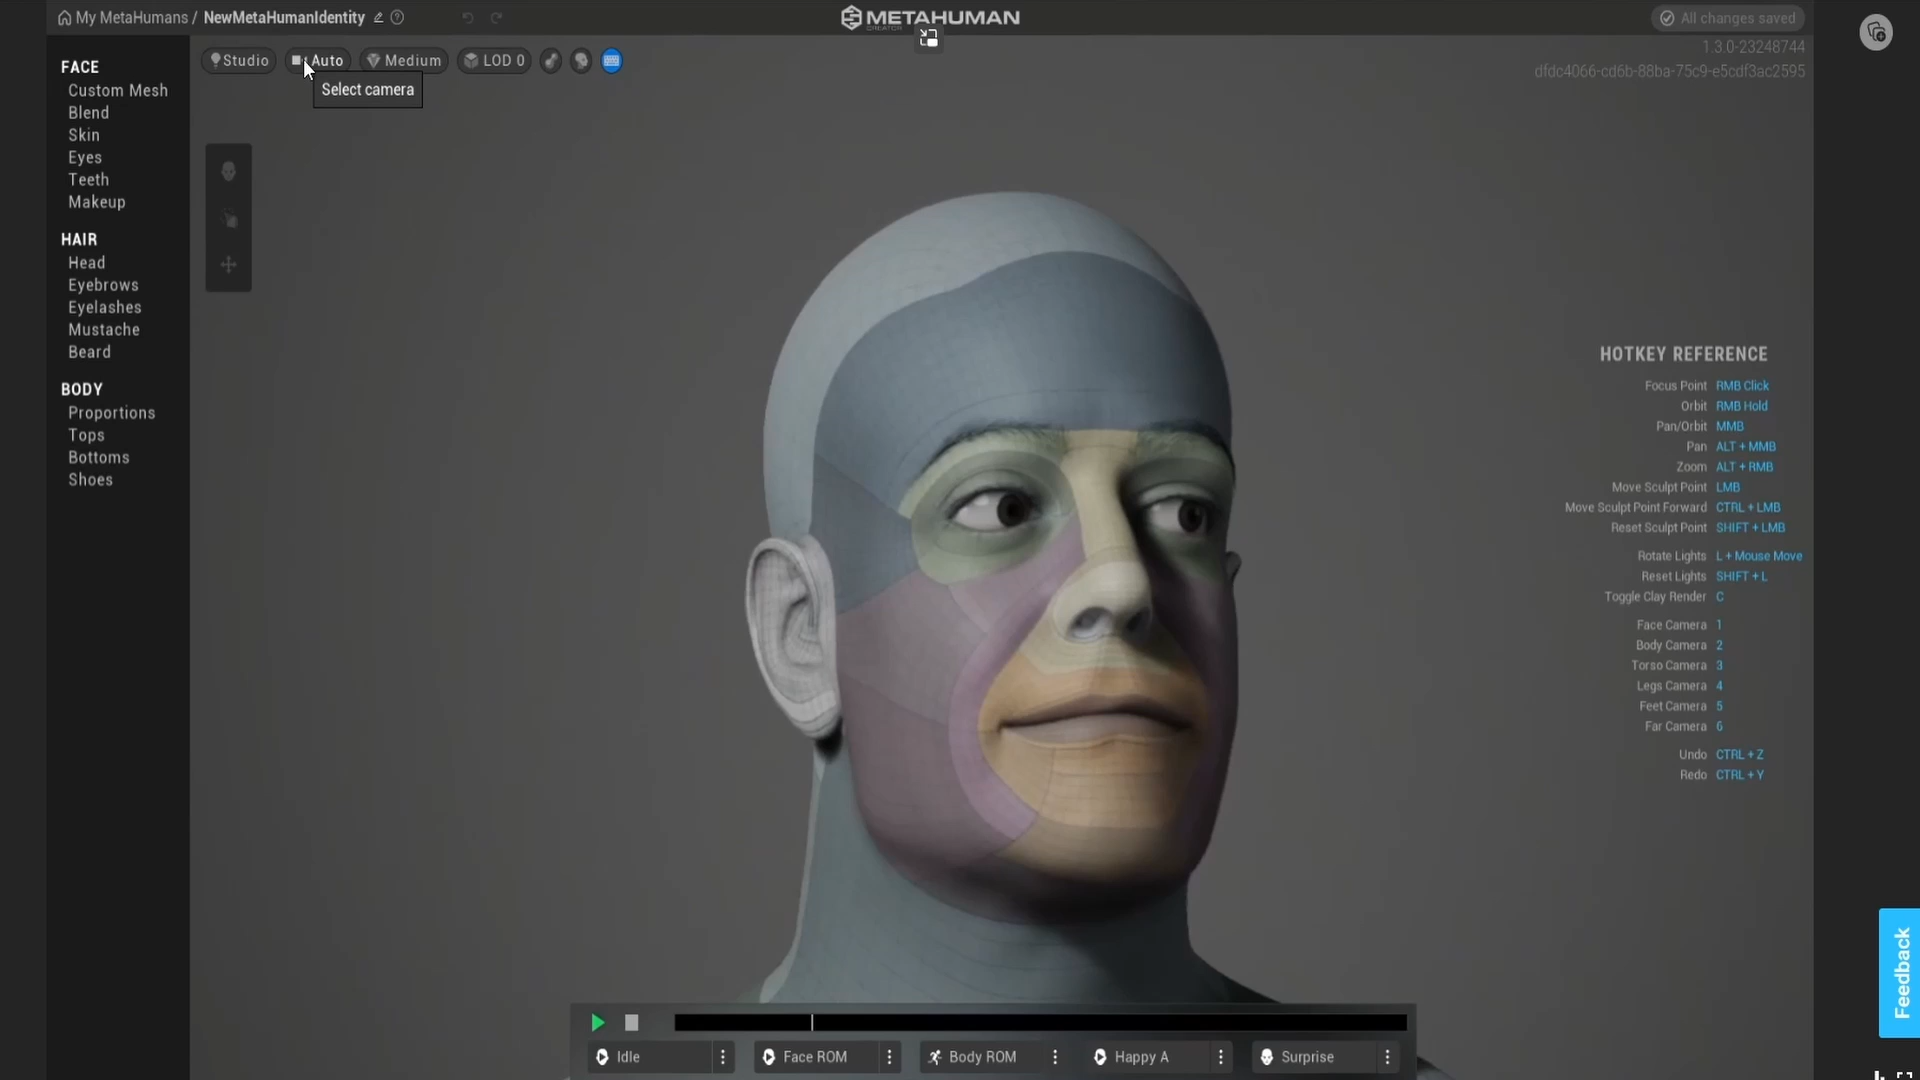 My MetaHumans / NewMetaHumanIdentity
METAHUMAN
CREATOR
All changes saved
1.3.0-23248744
dfdc4066-cd6b-88ba-75c9-e5cdf3ac2595
Studio
Auto
Medium
LOD 0
Select camera
FACE
Custom Mesh
Blend
Skin
Eyes
Teeth
Makeup
HAIR
Head
Eyebrows
Eyelashes
Mustache
Beard
BODY
Proportions
Tops
Bottoms
Shoes
HOTKEY REFERENCE
Focus Point RMB Click
Orbit RMB Hold
Pan/Orbit MMB
Pan ALT + MMB
Zoom ALT + RMB
Move Sculpt Point LMB
Move Sculpt Point Forward CTRL + LMB
Reset Sculpt Point SHIFT + LMB
Rotate Lights L + Mouse Move
Reset Lights SHIFT + L
Toggle Clay Render C
Face Camera 1
Body Camera 2
Torso Camera 3
Legs Camera 4
Feet Camera 5
Far Camera 6
Undo CTRL + Z
Redo CTRL + Y
Feedback
Idle
Face ROM
Body ROM
Happy A
Surprise